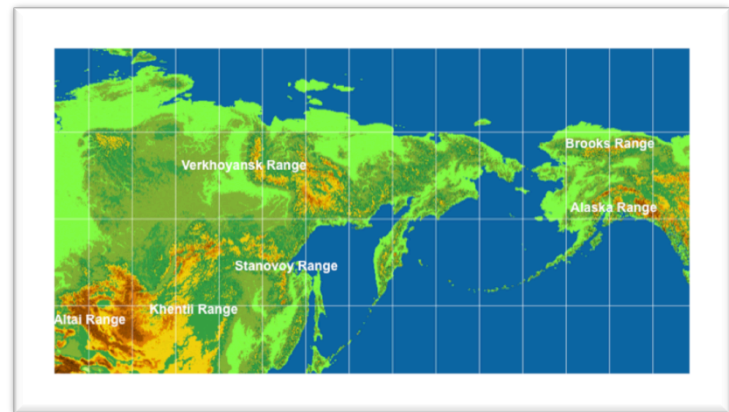 Brooks Range
Verkhoyansk Range
Alaska Range
Stanovoy Range
Khentii Range
Altai Range